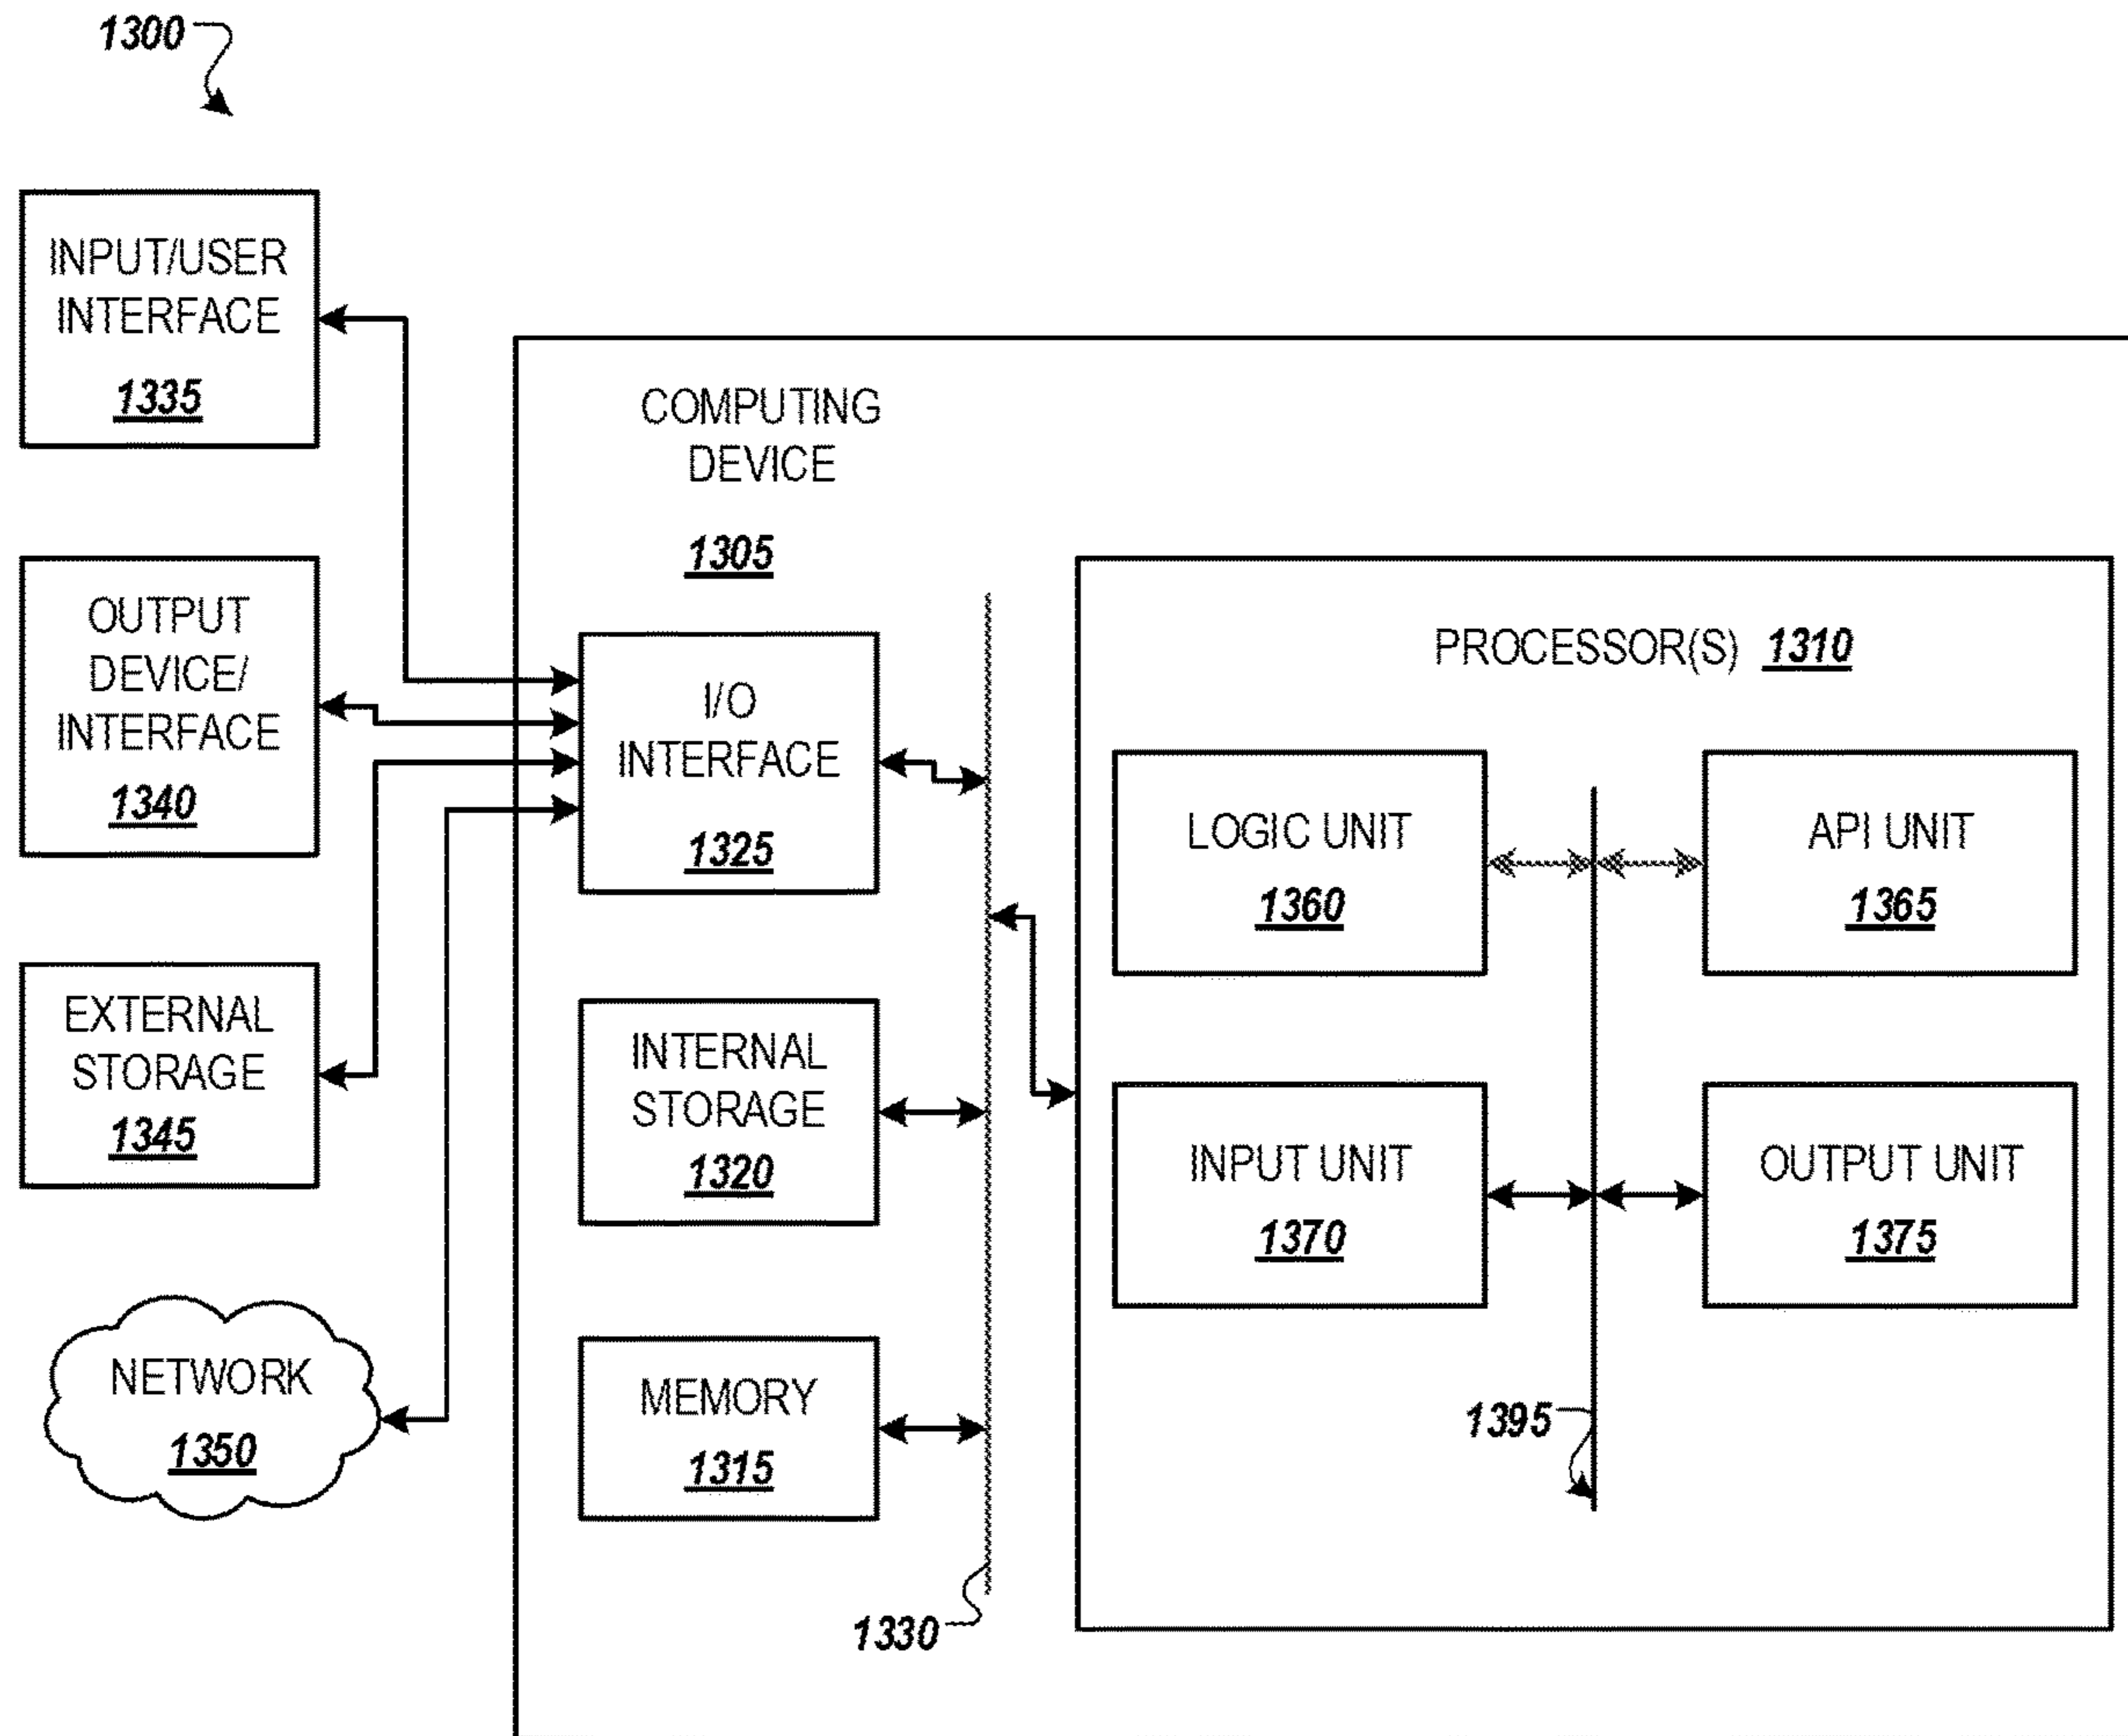 1300
INPUT/USER
INTERFACE
1335
OUTPUT
DEVICE/
INTERFACE
1340
EXTERNAL
STORAGE
1345
NETWORK
1350
COMPUTING
DEVICE
1305
I/O
INTERFACE
1325
INTERNAL
STORAGE
1320
MEMORY
1315
1330
PROCESSOR(S) 1310
LOGIC UNIT
1360
API UNIT
1365
INPUT UNIT
1370
OUTPUT UNIT
1375
1395